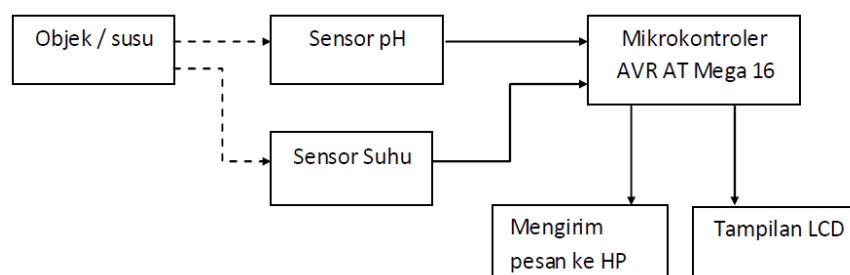 Objek / susu
Sensor pH
Mikrokontroler
AVR AT Mega 16
Sensor Suhu
Mengirim
pesan ke HP
Tampilan LCD